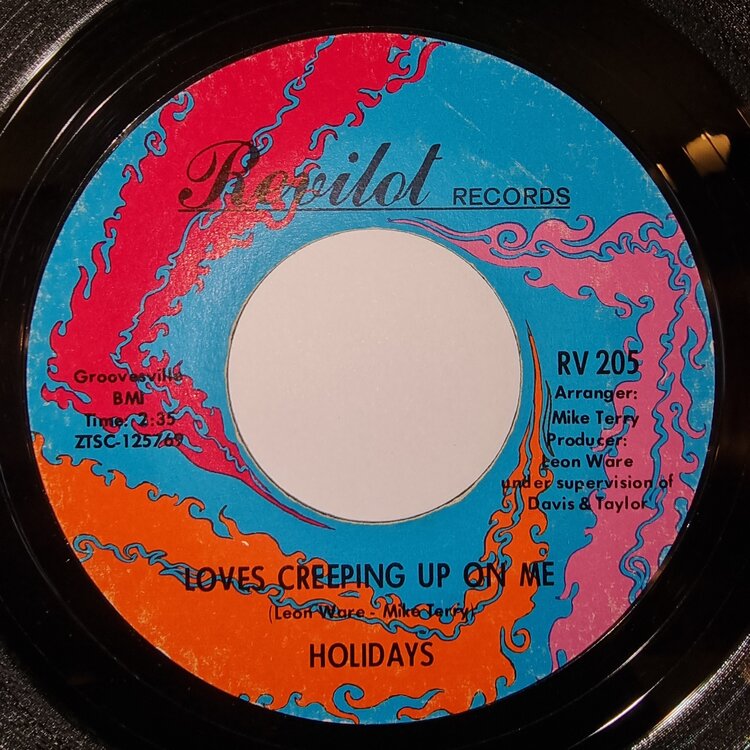 Revilot RECORDS
Groovesville
BMI
Time: 2:35
ZTSC-125769
RV 205
Arranger:
Mike Terry
Producer:
Leon Ware
under supervision of
Davis & Taylor
LOVES CREEPING UP ON ME
(Leon Ware - Mike Terry)
HOLIDAYS